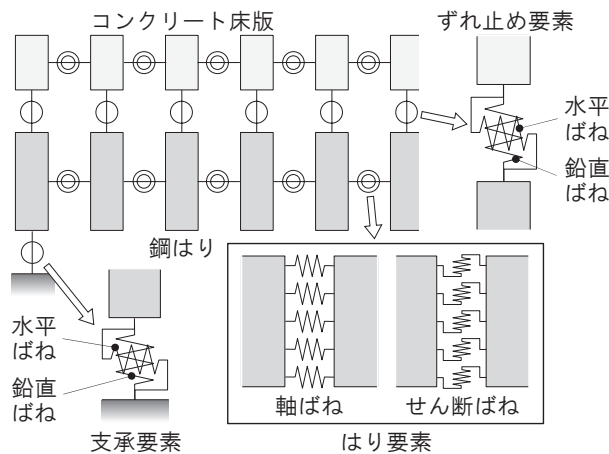 コンクリート床版
ずれ止め要素
水平
ばね
鉛直
ばね
鋼はり
水平
ばね
鉛直
ばね
支承要素
軸ばね
せん断ばね
はり要素